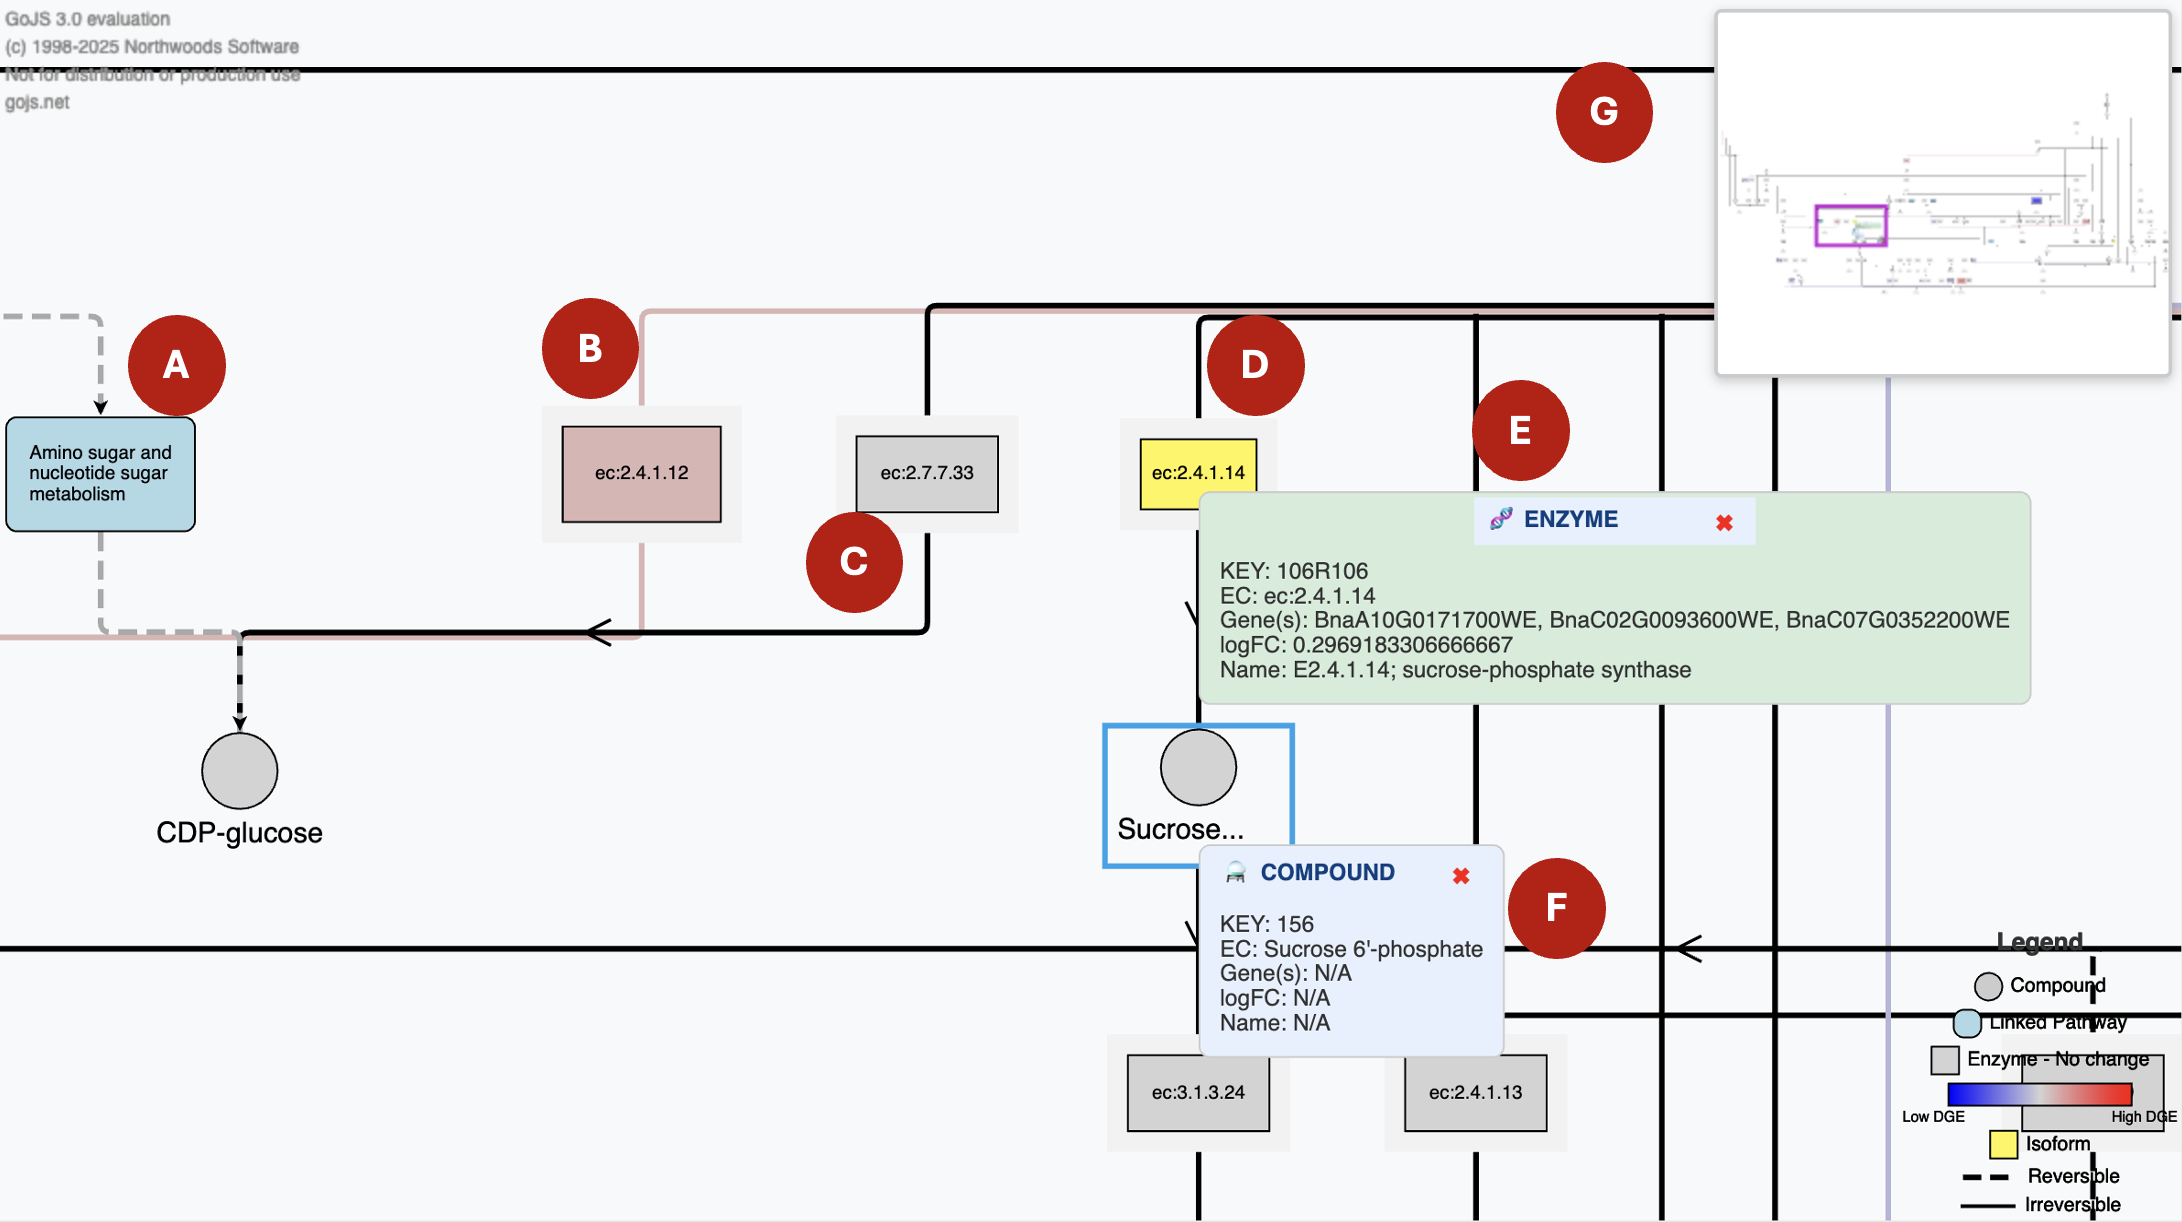 GoJS 3.0 evaluation
(c) 1998-2025 Northwoods Software
Not for distribution or production use
gojs.net
G
A
B
D
E
Amino sugar and
nucleotide sugar
metabolism
ec:2.4.1.12
ec:2.7.7.33
ec:2.4.1.14
C
ENZYME
KEY: 106R106
EC: ec:2.4.1.14
Gene(s): BnaA10G0171700WE, BnaC02G0093600WE, BnaC07G0352200WE
logFC: 0.2969183306666667
Name: E2.4.1.14; sucrose-phosphate synthase
CDP-glucose
Sucrose...
COMPOUND
F
KEY: 156
EC: Sucrose 6'-phosphate
Gene(s): N/A
logFC: N/A
Name: N/A
ec:3.1.3.24
ec:2.4.1.13
Legend
Compound
Linked Pathway
Enzyme - No change
Low DGE
High DGE
Isoform
Reversible
Irreversible